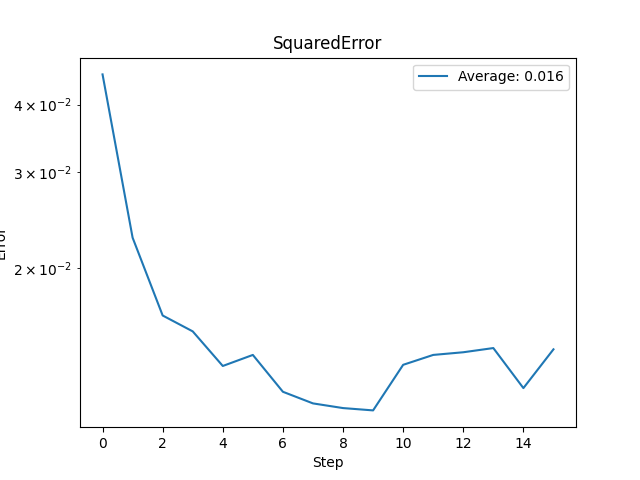 SquaredError
Average: 0.016
4 × 10⁻²
3 × 10⁻²
2 × 10⁻²
Error
0 2 4 6 8 10 12 14
Step